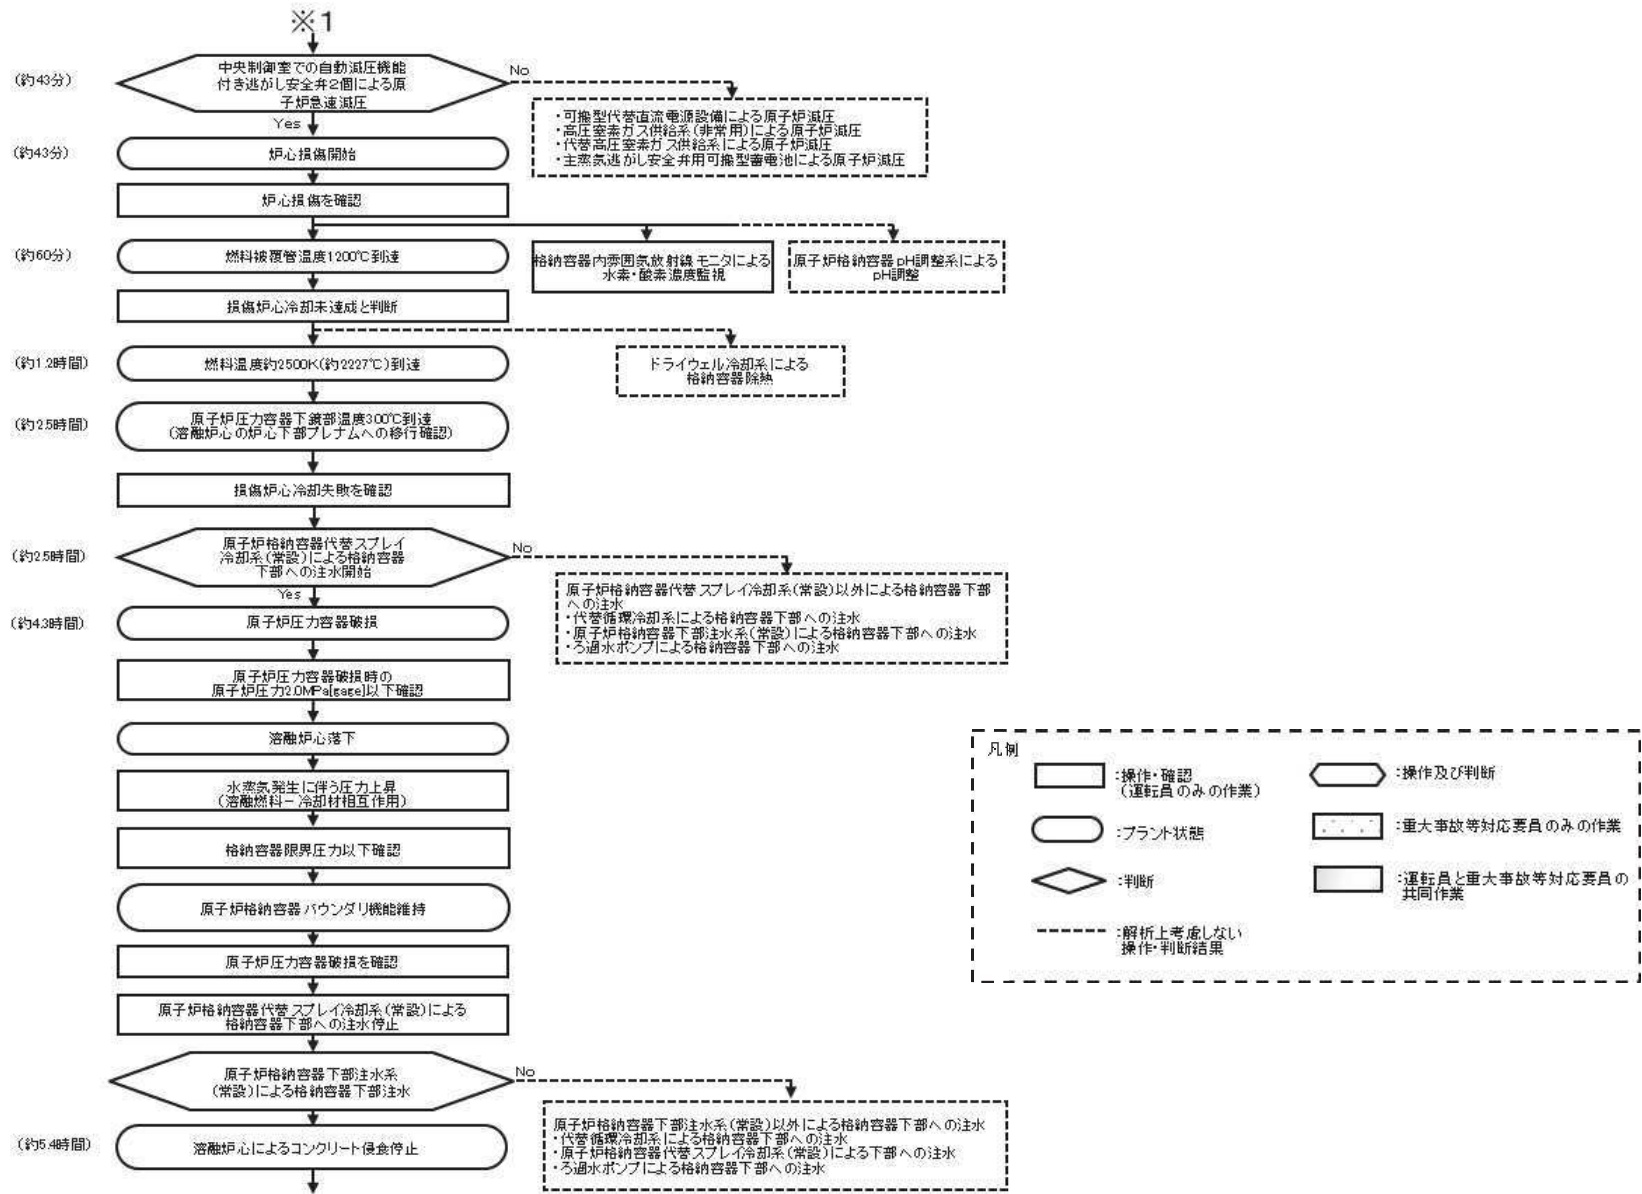 ※1
(約43分)
中央制御室での自動減圧機能
付き逃がし安全弁2個による原
子炉急速減圧
No
Yes
・可搬型代替直流電源設備による原子炉減圧
・高圧窒素ガス供給系(非常用)による原子炉減圧
・代替高圧窒素ガス供給系による原子炉減圧
・主蒸気逃がし安全弁用可搬型蓄電池による原子炉減圧
(約43分)
炉心損傷開始
炉心損傷を確認
(約60分)
燃料被覆管温度1200℃到達
格納容器内雰囲気放射線モニタによる
水素・酸素濃度監視
原子炉格納容器pH調整系による
pH調整
損傷炉心冷却未達成と判断
(約1.2時間)
燃料温度約2500K(約2227℃)到達
ドライウェル冷却系による
格納容器除熱
(約2.5時間)
原子炉圧力容器下鏡部温度300℃到達
(溶融炉心の炉心下部プレナムへの移行確認)
損傷炉心冷却失敗を確認
(約2.5時間)
原子炉格納容器代替スプレイ
冷却系(常設)による格納容器
下部への注水開始
No
Yes
原子炉格納容器代替スプレイ冷却系(常設)以外による格納容器下部
への注水
・代替循環冷却系による格納容器下部への注水
・原子炉格納容器下部注水系(常設)による格納容器下部への注水
・ろ過水ポンプによる格納容器下部への注水
(約4.3時間)
原子炉圧力容器破損
原子炉圧力容器破損時の
原子炉圧力2.0MPa[gage]以下確認
溶融炉心落下
水蒸気発生に伴う圧力上昇
(溶融燃料－冷却材相互作用)
格納容器限界圧力以下確認
原子炉格納容器バウンダリ機能維持
原子炉圧力容器破損を確認
原子炉格納容器代替スプレイ冷却系(常設)による
格納容器下部への注水停止
原子炉格納容器下部注水系
(常設)による格納容器下部注水
No
原子炉格納容器下部注水系(常設)以外による格納容器下部への注水
・代替循環冷却系による格納容器下部への注水
・原子炉格納容器代替スプレイ冷却系(常設)による下部への注水
・ろ過水ポンプによる格納容器下部への注水
(約5.4時間)
溶融炉心によるコンクリート侵食停止
凡例
:操作・確認
(運転員のみの作業)
:操作及び判断
:プラント状態
:重大事故等対応要員のみの作業
:判断
:運転員と重大事故等対応要員の
共同作業
:解析上考慮しない
操作・判断結果